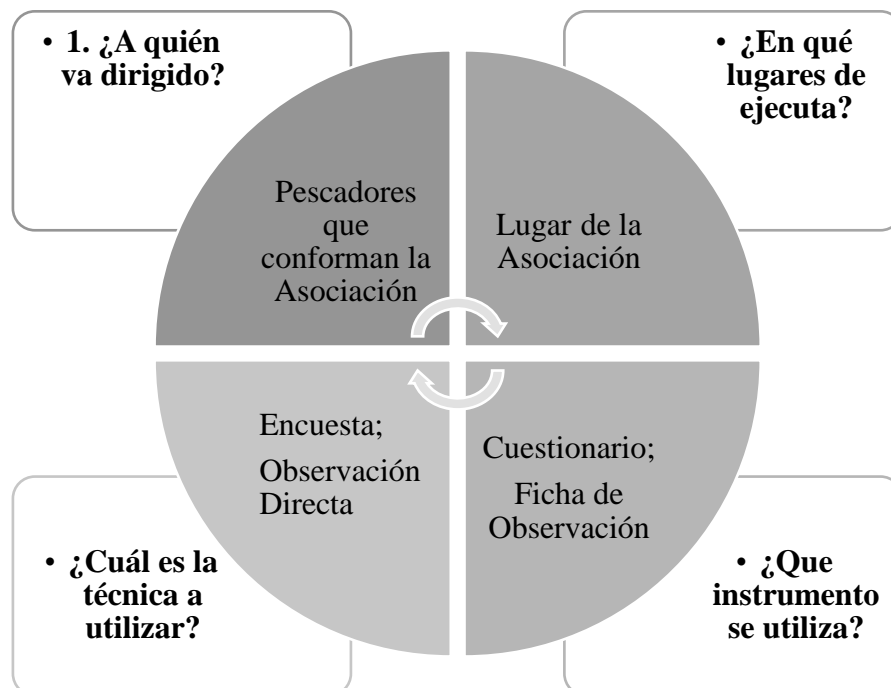 • 1. ¿A quién
va dirigido?
• ¿En qué
lugares de
ejecuta?
Pescadores
que
conforman la
Asociación
Lugar de la
Asociación
Encuesta;
Observación
Directa
Cuestionario;
Ficha de
Observación
• ¿Cuál es la
técnica a
utilizar?
• ¿Que
instrumento
se utiliza?